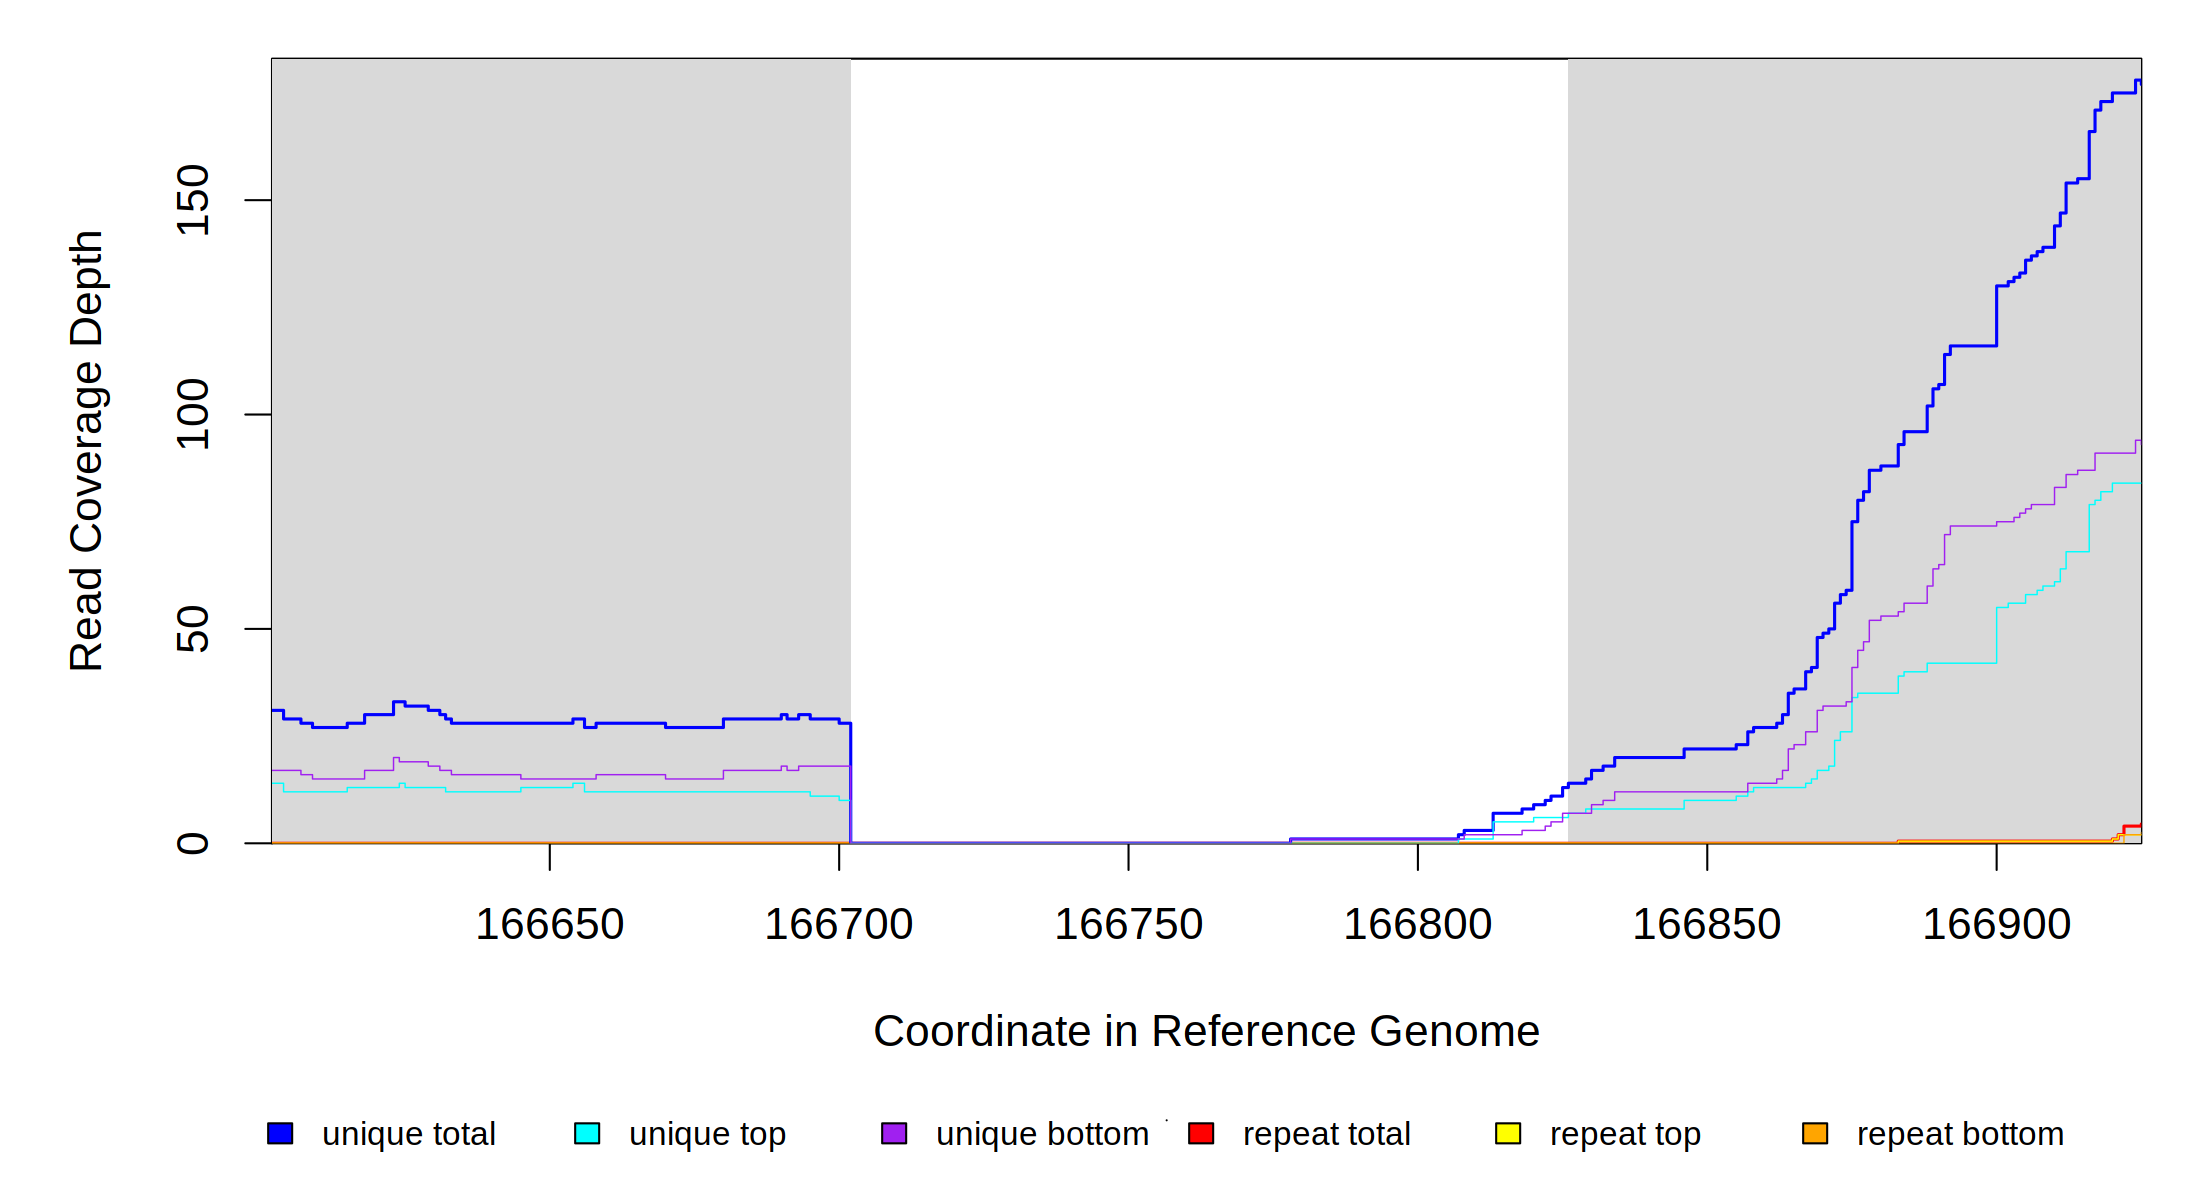 Read Coverage Depth
150
100
50
0
166650 166700 166750 166800 166850 166900
Coordinate in Reference Genome
unique total unique top unique bottom repeat total repeat top repeat bottom